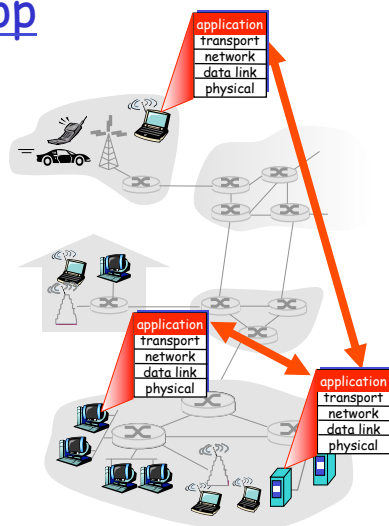 pp
application
transport
network
data link
physical
application
transport
network
data link
physical
application
transport
network
data link
physical